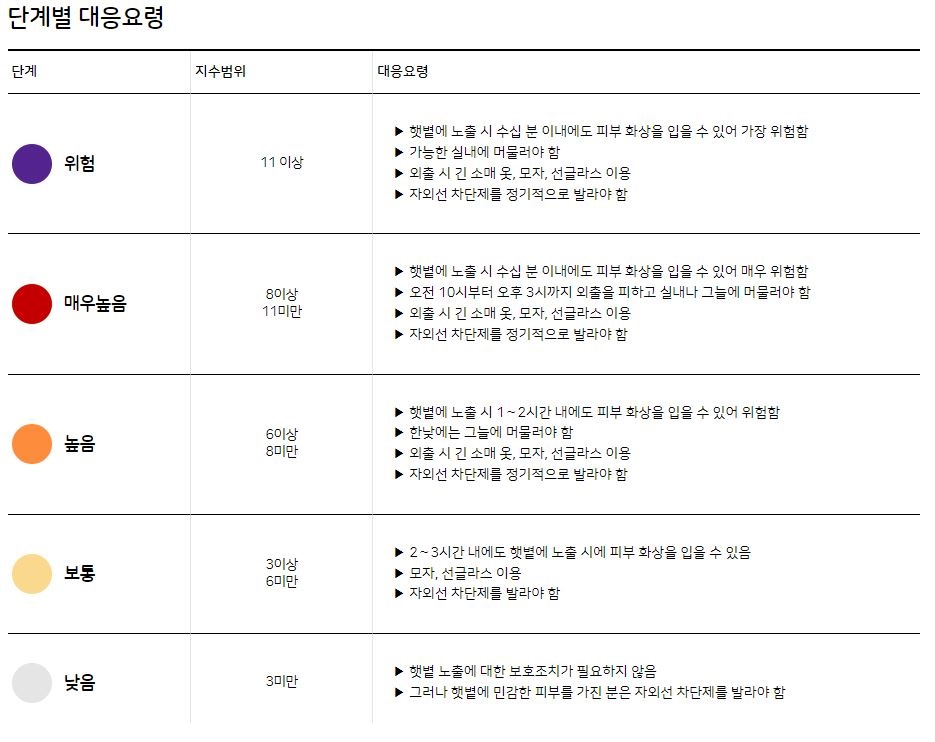 단계별 대응요령
단계 지수범위 대응요령
위험
11 이상
▶ 햇볕에 노출 시 수십 분 이내에도 피부 화상을 입을 수 있어 가장 위험함
▶ 가능한 실내에 머물러야 함
▶ 외출 시 긴 소매 옷, 모자, 선글라스 이용
▶ 자외선 차단제를 정기적으로 발라야 함
매우높음
8이상
11미만
▶ 햇볕에 노출 시 수십 분 이내에도 피부 화상을 입을 수 있어 매우 위험함
▶ 오전 10시부터 오후 3시까지 외출을 피하고 실내나 그늘에 머물러야 함
▶ 외출 시 긴 소매 옷, 모자, 선글라스 이용
▶ 자외선 차단제를 정기적으로 발라야 함
높음
6이상
8미만
▶ 햇볕에 노출 시 1~2시간 내에도 피부 화상을 입을 수 있어 위험함
▶ 한낮에는 그늘에 머물러야 함
▶ 외출 시 긴 소매 옷, 모자, 선글라스 이용
▶ 자외선 차단제를 정기적으로 발라야 함
보통
3이상
6미만
▶ 2~3시간 내에도 햇볕에 노출 시에 피부 화상을 입을 수 있음
▶ 모자, 선글라스 이용
▶ 자외선 차단제를 발라야 함
낮음
3미만
▶ 햇볕 노출에 대한 보호조치가 필요하지 않음
▶ 그러나 햇볕에 민감한 피부를 가진 분은 자외선 차단제를 발라야 함